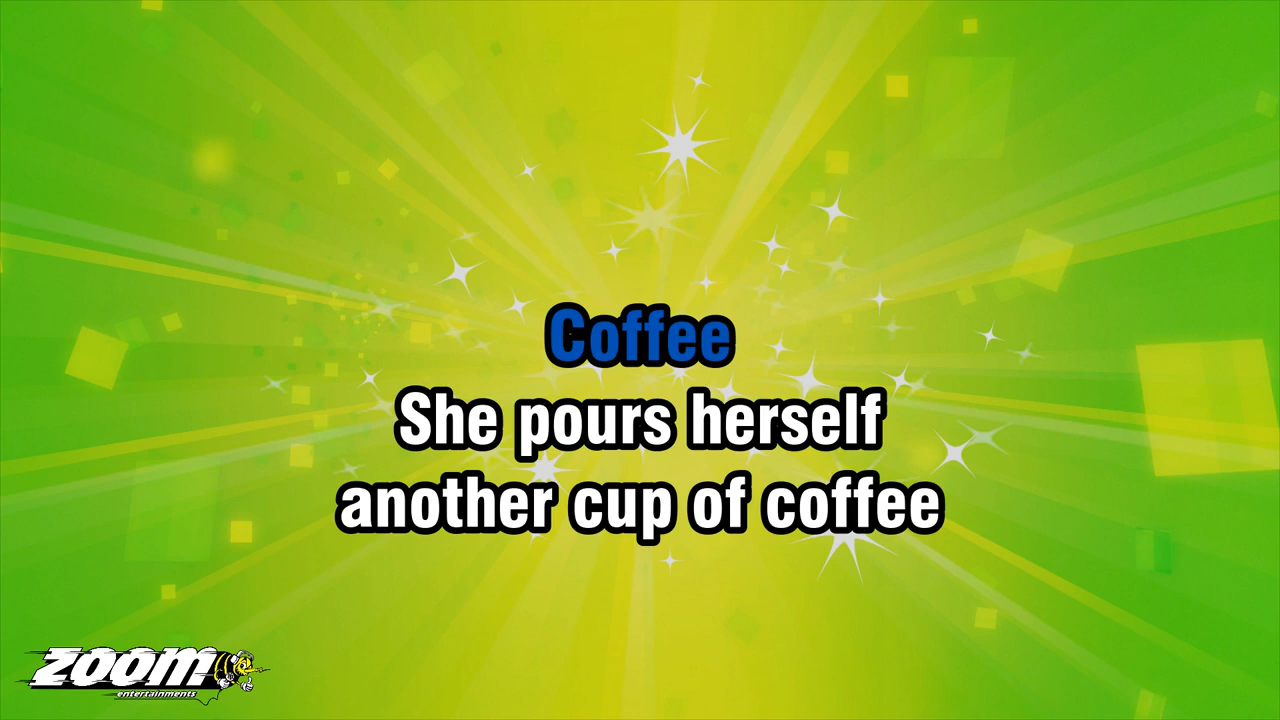 Coffee
She pours herself
another cup of coffee
ZOOM
entertainments